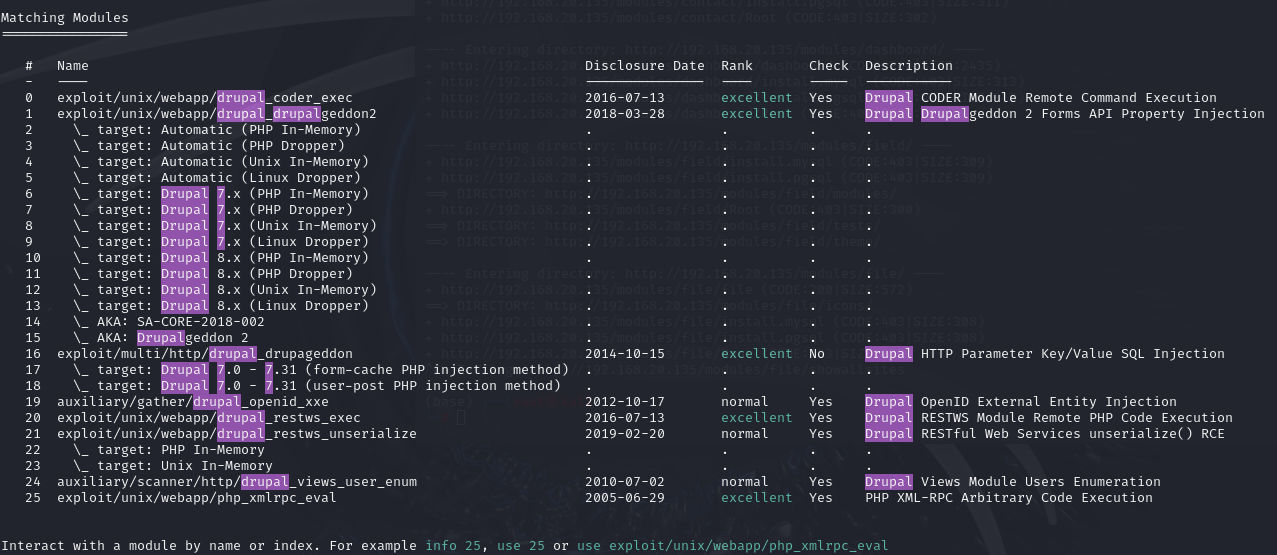 Matching Modules
================
# Name Disclosure Date Rank Check Description
- ---- --------------- ---- ----- -----------
0 exploit/unix/webapp/drupal_coder_exec 2016-07-13 excellent Yes Drupal CODER Module Remote Command Execution
1 exploit/unix/webapp/drupal_drupalgeddon2 2018-03-28 excellent Yes Drupal Drupalgeddon 2 Forms API Property Injection
2 \_ target: Automatic (PHP In-Memory) . . . .
3 \_ target: Automatic (PHP Dropper) . . . .
4 \_ target: Automatic (Unix In-Memory) . . . .
5 \_ target: Automatic (Linux Dropper) . . . .
6 \_ target: Drupal 7.x (PHP In-Memory) . . . .
7 \_ target: Drupal 7.x (PHP Dropper) . . . .
8 \_ target: Drupal 7.x (Unix In-Memory) . . . .
9 \_ target: Drupal 7.x (Linux Dropper) . . . .
10 \_ target: Drupal 8.x (PHP In-Memory) . . . .
11 \_ target: Drupal 8.x (PHP Dropper) . . . .
12 \_ target: Drupal 8.x (Unix In-Memory) . . . .
13 \_ target: Drupal 8.x (Linux Dropper) . . . .
14 \_ AKA: SA-CORE-2018-002 . . . .
15 \_ AKA: Drupalgeddon 2 . . . .
16 exploit/multi/http/drupal_drupageddon 2014-10-15 excellent No Drupal HTTP Parameter Key/Value SQL Injection
17 \_ target: Drupal 7.0 - 7.31 (form-cache PHP injection method) . . . .
18 \_ target: Drupal 7.0 - 7.31 (user-post PHP injection method) . . . .
19 auxiliary/gather/drupal_openid_xxe 2012-10-17 normal Yes Drupal OpenID External Entity Injection
20 exploit/unix/webapp/drupal_restws_exec 2016-07-13 excellent Yes Drupal RESTWS Module Remote PHP Code Execution
21 exploit/unix/webapp/drupal_restws_unserialize 2019-02-20 normal Yes Drupal RESTful Web Services unserialize() RCE
22 \_ target: PHP In-Memory . . . .
23 \_ target: Unix In-Memory . . . .
24 auxiliary/scanner/http/drupal_views_user_enum 2010-07-02 normal Yes Drupal Views Module Users Enumeration
25 exploit/unix/webapp/php_xmlrpc_eval 2005-06-29 excellent Yes PHP XML-RPC Arbitrary Code Execution
Interact with a module by name or index. For example info 25, use 25 or use exploit/unix/webapp/php_xmlrpc_eval